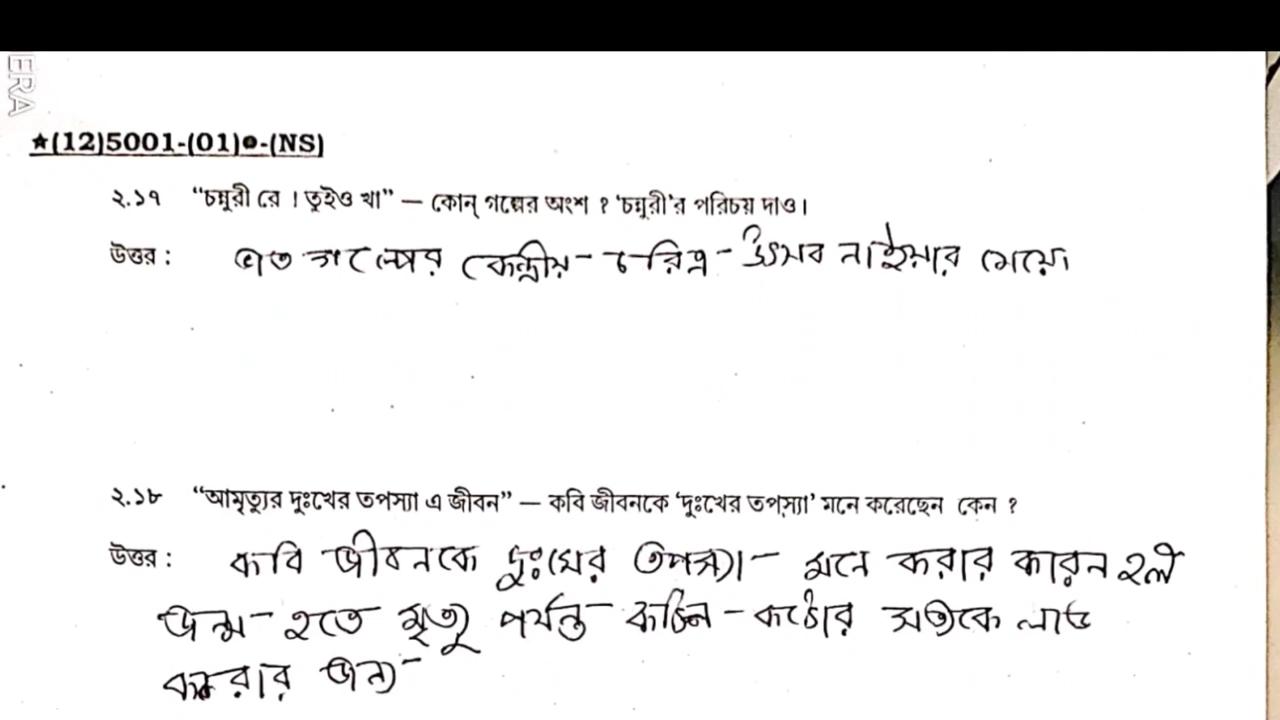 ERA
★(12)5001-(01)-(NS)
২.১৭ “চন্নুরী রে । তুইও খা” — কোন্ গল্পের অংশ ? ‘চন্নুরী’র পরিচয় দাও ।
উত্তর : গল্পের কেন্দ্রীয় চরিত্র উৎসব নাইয়ার মেয়ে
২.১৮ “আমৃত্যুর দুঃখের তপস্যা এ জীবন” — কবি জীবনকে ‘দুঃখের তপস্যা’ মনে করেছেন কেন ?
উত্তর : কবি জীবনকে দুঃখের তপস্যা মনে করার কারন হল
জন্ম হতে মৃত্যু পর্যন্ত কঠিন - কঠোর সত্যকে লাভ
করার জন্য